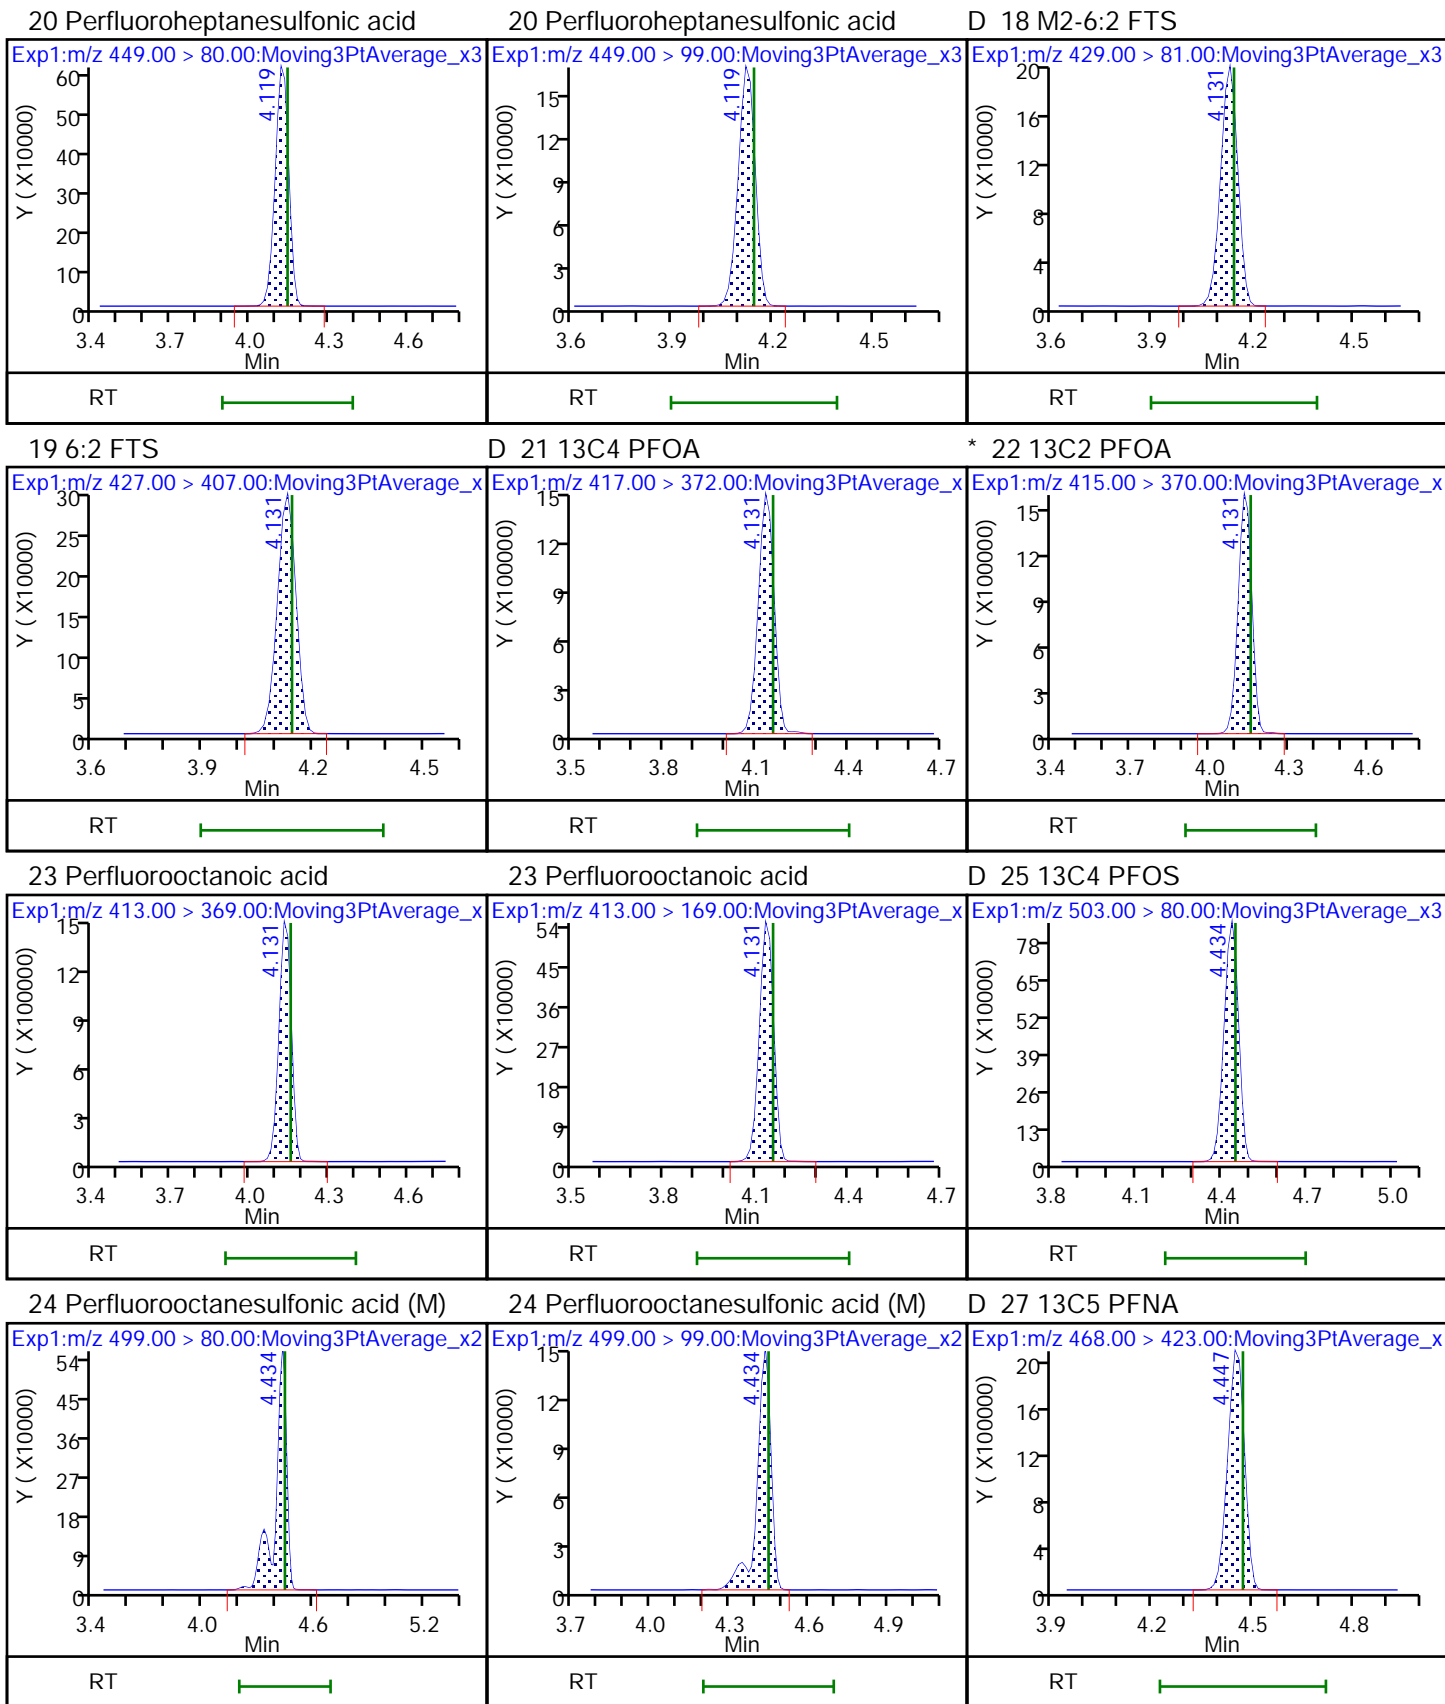 20 Perfluoroheptanesulfonic acid
Exp1:m/z 449.00 > 80.00:Moving3PtAverage_x3
4.119
Y ( X10000)
60
50
40
30
20
10
0
3.4 3.7 4.0 4.3 4.6
Min
RT
20 Perfluoroheptanesulfonic acid
Exp1:m/z 449.00 > 99.00:Moving3PtAverage_x3
4.119
Y ( X10000)
15
12
9
6
3
0
3.6 3.9 4.2 4.5
Min
RT
D 18 M2-6:2 FTS
Exp1:m/z 429.00 > 81.00:Moving3PtAverage_x3
4.131
Y ( X10000)
20
16
12
8
4
0
3.6 3.9 4.2 4.5
Min
RT
19 6:2 FTS
Exp1:m/z 427.00 > 407.00:Moving3PtAverage_x
4.131
Y ( X10000)
30
25
20
15
10
5
0
3.6 3.9 4.2 4.5
Min
RT
D 21 13C4 PFOA
Exp1:m/z 417.00 > 372.00:Moving3PtAverage_x
4.131
Y ( X100000)
15
12
9
6
3
0
3.5 3.8 4.1 4.4 4.7
Min
RT
* 22 13C2 PFOA
Exp1:m/z 415.00 > 370.00:Moving3PtAverage_x
4.131
Y ( X100000)
15
12
9
6
3
0
3.4 3.7 4.0 4.3 4.6
Min
RT
23 Perfluorooctanoic acid
Exp1:m/z 413.00 > 369.00:Moving3PtAverage_x
4.131
Y ( X100000)
15
12
9
6
3
0
3.4 3.7 4.0 4.3 4.6
Min
RT
23 Perfluorooctanoic acid
Exp1:m/z 413.00 > 169.00:Moving3PtAverage_x
4.131
Y ( X10000)
54
45
36
27
18
9
0
3.5 3.8 4.1 4.4 4.7
Min
RT
D 25 13C4 PFOS
Exp1:m/z 503.00 > 80.00:Moving3PtAverage_x3
4.434
Y ( X10000)
78
65
52
39
26
13
0
3.8 4.1 4.4 4.7 5.0
Min
RT
24 Perfluorooctanesulfonic acid (M)
Exp1:m/z 499.00 > 80.00:Moving3PtAverage_x2
4.434
Y ( X10000)
54
45
36
27
18
9
0
3.4 4.0 4.6 5.2
Min
RT
24 Perfluorooctanesulfonic acid (M)
Exp1:m/z 499.00 > 99.00:Moving3PtAverage_x2
4.434
Y ( X10000)
15
12
9
6
3
0
3.7 4.0 4.3 4.6 4.9
Min
RT
D 27 13C5 PFNA
Exp1:m/z 468.00 > 423.00:Moving3PtAverage_x
4.447
Y ( X100000)
20
16
12
8
4
0
3.9 4.2 4.5 4.8
Min
RT